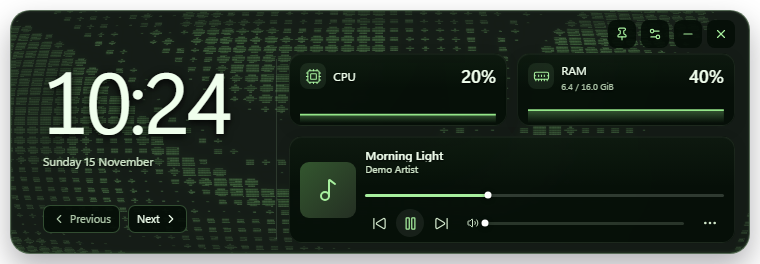 10:24
Sunday 15 November
Previous
Next
CPU
20%
RAM
6.4 / 16.0 GiB
40%
Morning Light
Demo Artist